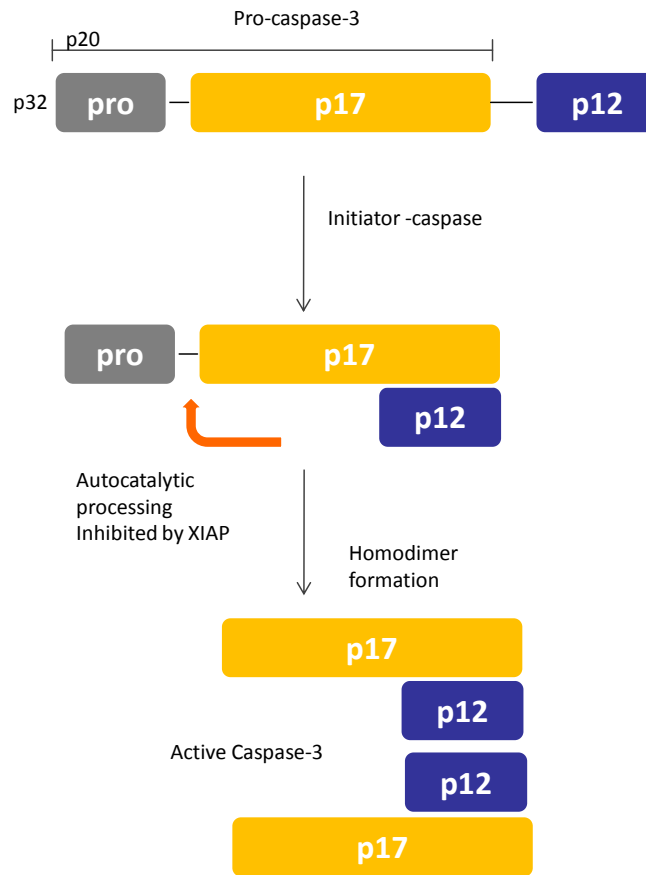 Pro-caspase-3
p20
p32
pro
p17
p12
Initiator -caspase
pro
p17
p12
Autocatalytic
processing
Inhibited by XIAP
Homodimer
formation
p17
p12
Active Caspase-3
p12
p17